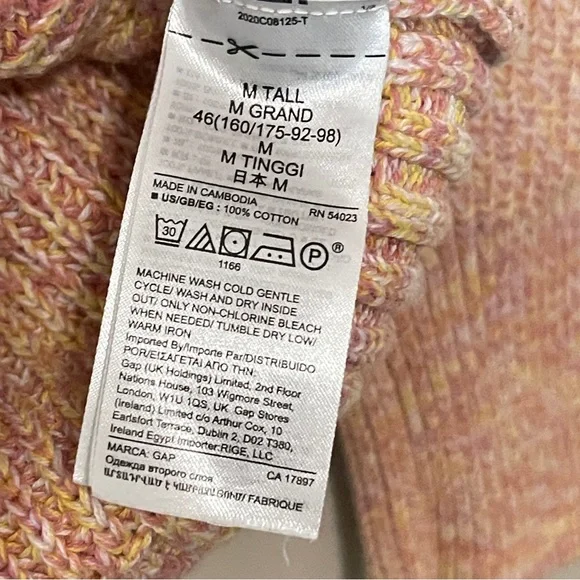 2020C08125-T
M TALL
M GRAND
46(160/175-92-98)
M
M TINGGI
日本 M
MADE IN CAMBODIA RN 54023
■ US/GB/EG : 100% COTTON
30 P ®
1166
MACHINE WASH COLD GENTLE
CYCLE/ WASH AND DRY INSIDE
OUT/ ONLY NON-CHLORINE BLEACH
WHEN NEEDED/ TUMBLE DRY LOW/
WARM IRON
Imported By/Importe Par/DISTRIBUIDO
POR/ΕΙΣΑΓΕΤΑΙ ΑΠΟ ΤΗΝ:
Gap (UK Holdings) Limited, 2nd Floor
Nations House, 103 Wigmore Street,
London, W1U 1QS, UK. Gap Stores
(Ireland) Limited c/o Arthur Cox, 10
Earlsfort Terrace, Dublin 2, D02 T380,
Ireland Egypt Importer:RIGE, LLC
MARCA: GAP CA 17897
Одежда второго слоя
ԱՐՏԱԴՐՎԱԾ Է ԿԱՄԲՈՋԱՅՈՒՄ/ FABRIQUE